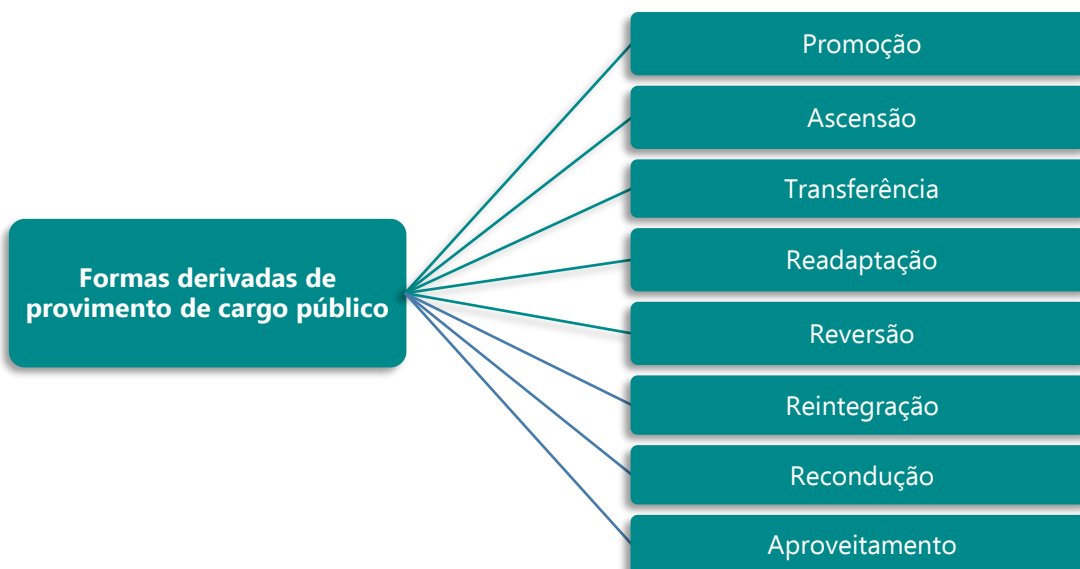 Formas derivadas de
provimento de cargo público
Promoção
Ascensão
Transferência
Readaptação
Reversão
Reintegração
Recondução
Aproveitamento